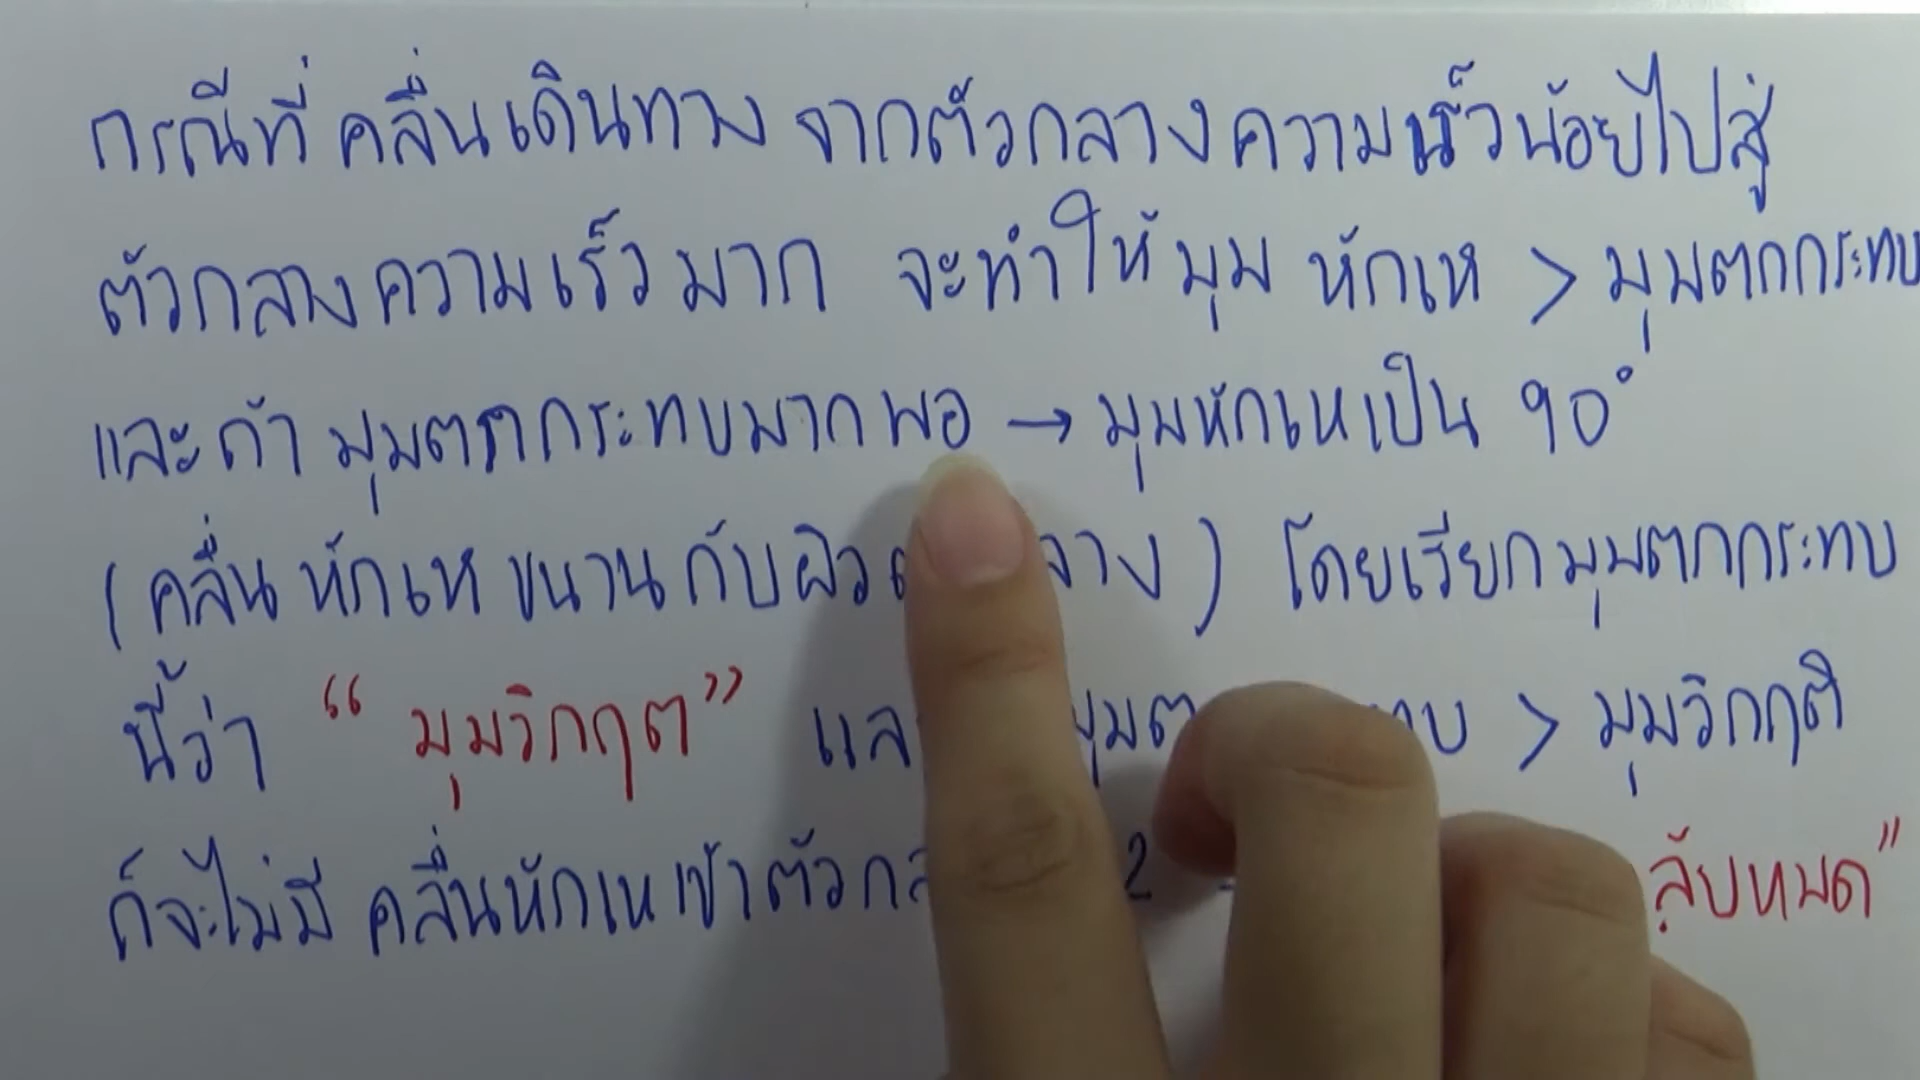 กรณีที่ คลื่นเดินทาง จากตัวกลางความเร็วน้อยไปสู่
ตัวกลางความเร็วมาก จะทำให้มุม หักเห > มุมตกกระทบ
และถ้า มุมตกกระทบมากพอ → มุมหักเหเป็น 90°
(คลื่นหักเหขนานกับผิว ) โดยเรียกมุมตกกระทบ
นี้ว่า “มุมวิกฤต” > มุมวิกฤติ
ก็จะไม่มี คลื่นหักเหเข้า 2 ลับหมด”